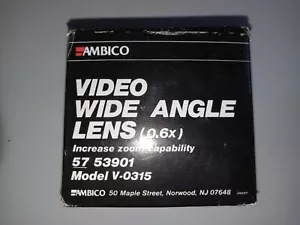 AMBICO
VIDEO
WIDE ANGLE
LENS (0.6x)
Increase zoom capability
57 53901
Model V-0315
AMBICO 50 Maple Street, Norwood, NJ 07648